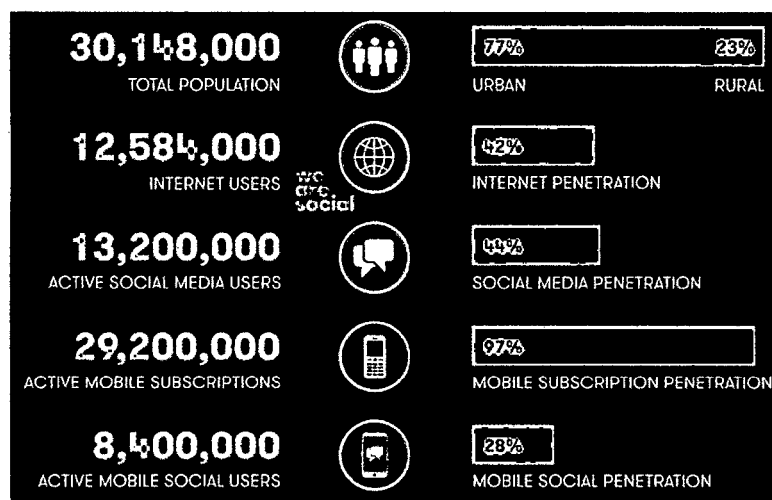 30,148,000
TOTAL POPULATION
77% 23%
URBAN RURAL
12,584,000
INTERNET USERS
we
are
social
42%
INTERNET PENETRATION
13,200,000
ACTIVE SOCIAL MEDIA USERS
44%
SOCIAL MEDIA PENETRATION
29,200,000
ACTIVE MOBILE SUBSCRIPTIONS
97%
MOBILE SUBSCRIPTION PENETRATION
8,400,000
ACTIVE MOBILE SOCIAL USERS
28%
MOBILE SOCIAL PENETRATION